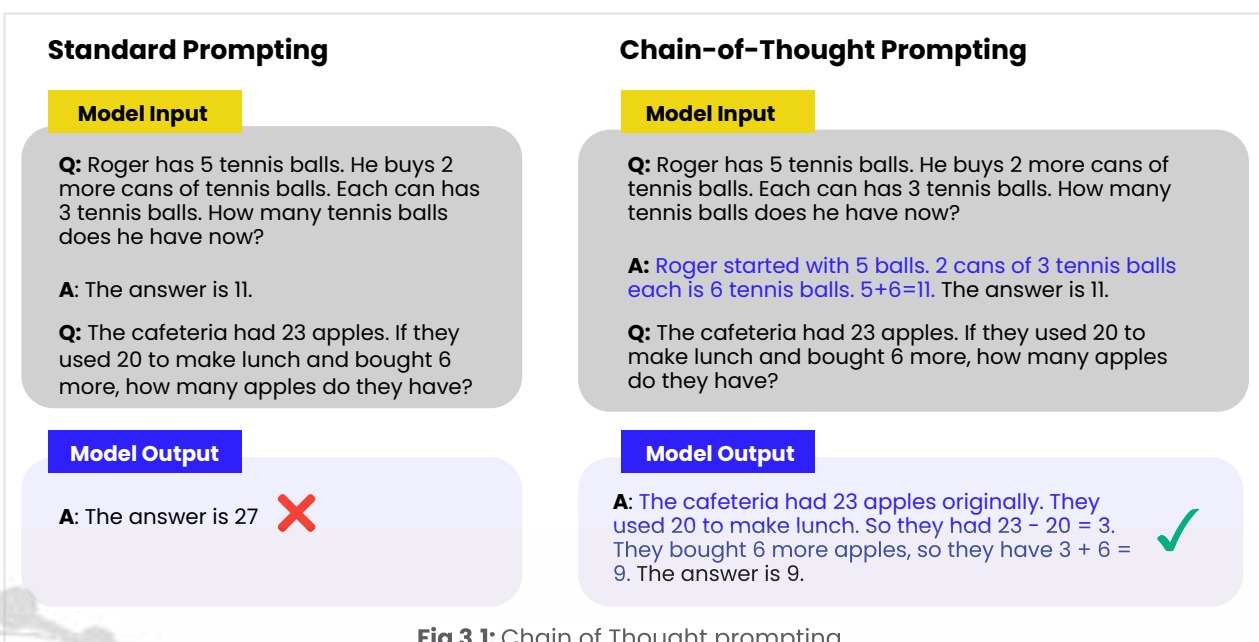 Standard Prompting
Model Input
Q: Roger has 5 tennis balls. He buys 2
more cans of tennis balls. Each can has
3 tennis balls. How many tennis balls
does he have now?
A: The answer is 11.
Q: The cafeteria had 23 apples. If they
used 20 to make lunch and bought 6
more, how many apples do they have?
Model Output
A: The answer is 27
Chain-of-Thought Prompting
Model Input
Q: Roger has 5 tennis balls. He buys 2 more cans of
tennis balls. Each can has 3 tennis balls. How many
tennis balls does he have now?
A: Roger started with 5 balls. 2 cans of 3 tennis balls
each is 6 tennis balls. 5+6=11. The answer is 11.
Q: The cafeteria had 23 apples. If they used 20 to
make lunch and bought 6 more, how many apples
do they have?
Model Output
A: The cafeteria had 23 apples originally. They
used 20 to make lunch. So they had 23 - 20 = 3.
They bought 6 more apples, so they have 3 + 6 =
9. The answer is 9.
Fig 3.1: Chain of Thought prompting